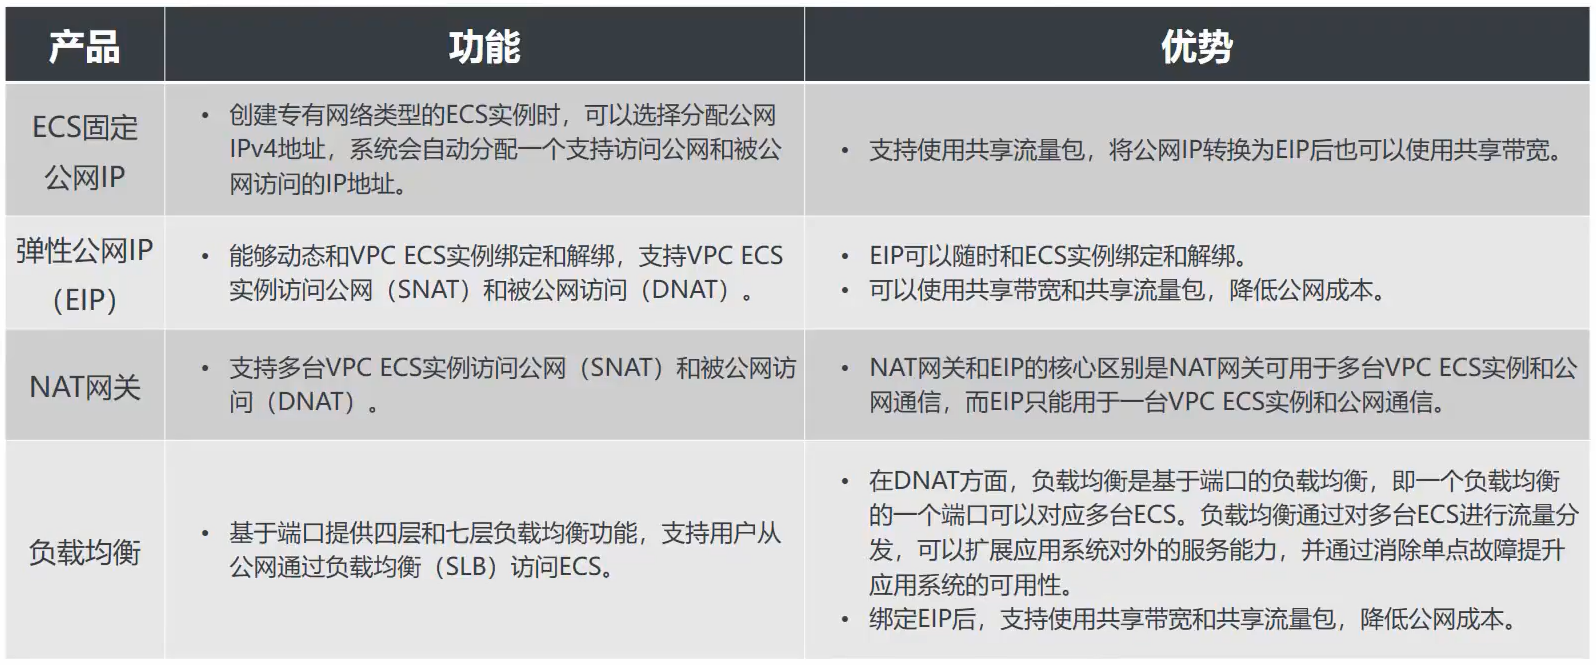 产品
功能
优势
ECS固定
公网IP
• 创建专有网络类型的ECS实例时，可以选择分配公网
IPv4地址，系统会自动分配一个支持访问公网和被公
网访问的IP地址。
• 支持使用共享流量包，将公网IP转换为EIP后也可以使用共享带宽。
弹性公网IP
（EIP）
• 能够动态和VPC ECS实例绑定和解绑，支持VPC ECS
实例访问公网（SNAT）和被公网访问（DNAT）。
• EIP可以随时和ECS实例绑定和解绑。
• 可以使用共享带宽和共享流量包，降低公网成本。
NAT网关
• 支持多台VPC ECS实例访问公网（SNAT）和被公网访
问（DNAT）。
• NAT网关和EIP的核心区别是NAT网关可用于多台VPC ECS实例和公
网通信，而EIP只能用于一台VPC ECS实例和公网通信。
负载均衡
• 基于端口提供四层和七层负载均衡功能，支持用户从
公网通过负载均衡（SLB）访问ECS。
• 在DNAT方面，负载均衡是基于端口的负载均衡，即一个负载均衡
的一个端口可以对应多台ECS。负载均衡通过对多台ECS进行流量分
发，可以扩展应用系统对外的服务能力，并通过消除单点故障提升
应用系统的可用性。
• 绑定EIP后，支持使用共享带宽和共享流量包，降低公网成本。